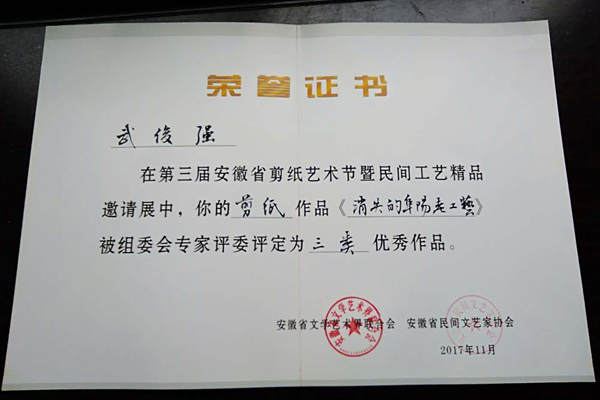 荣誉证书
武俊强
在第三届安徽省剪纸艺术节暨民间工艺精品
邀请展中，你的剪纸作品《消失的阜阳老工艺》
被组委会专家评委评定为三类优秀作品。
安徽省文学艺术界联合会 安徽省民间文艺家协会
2017年11月